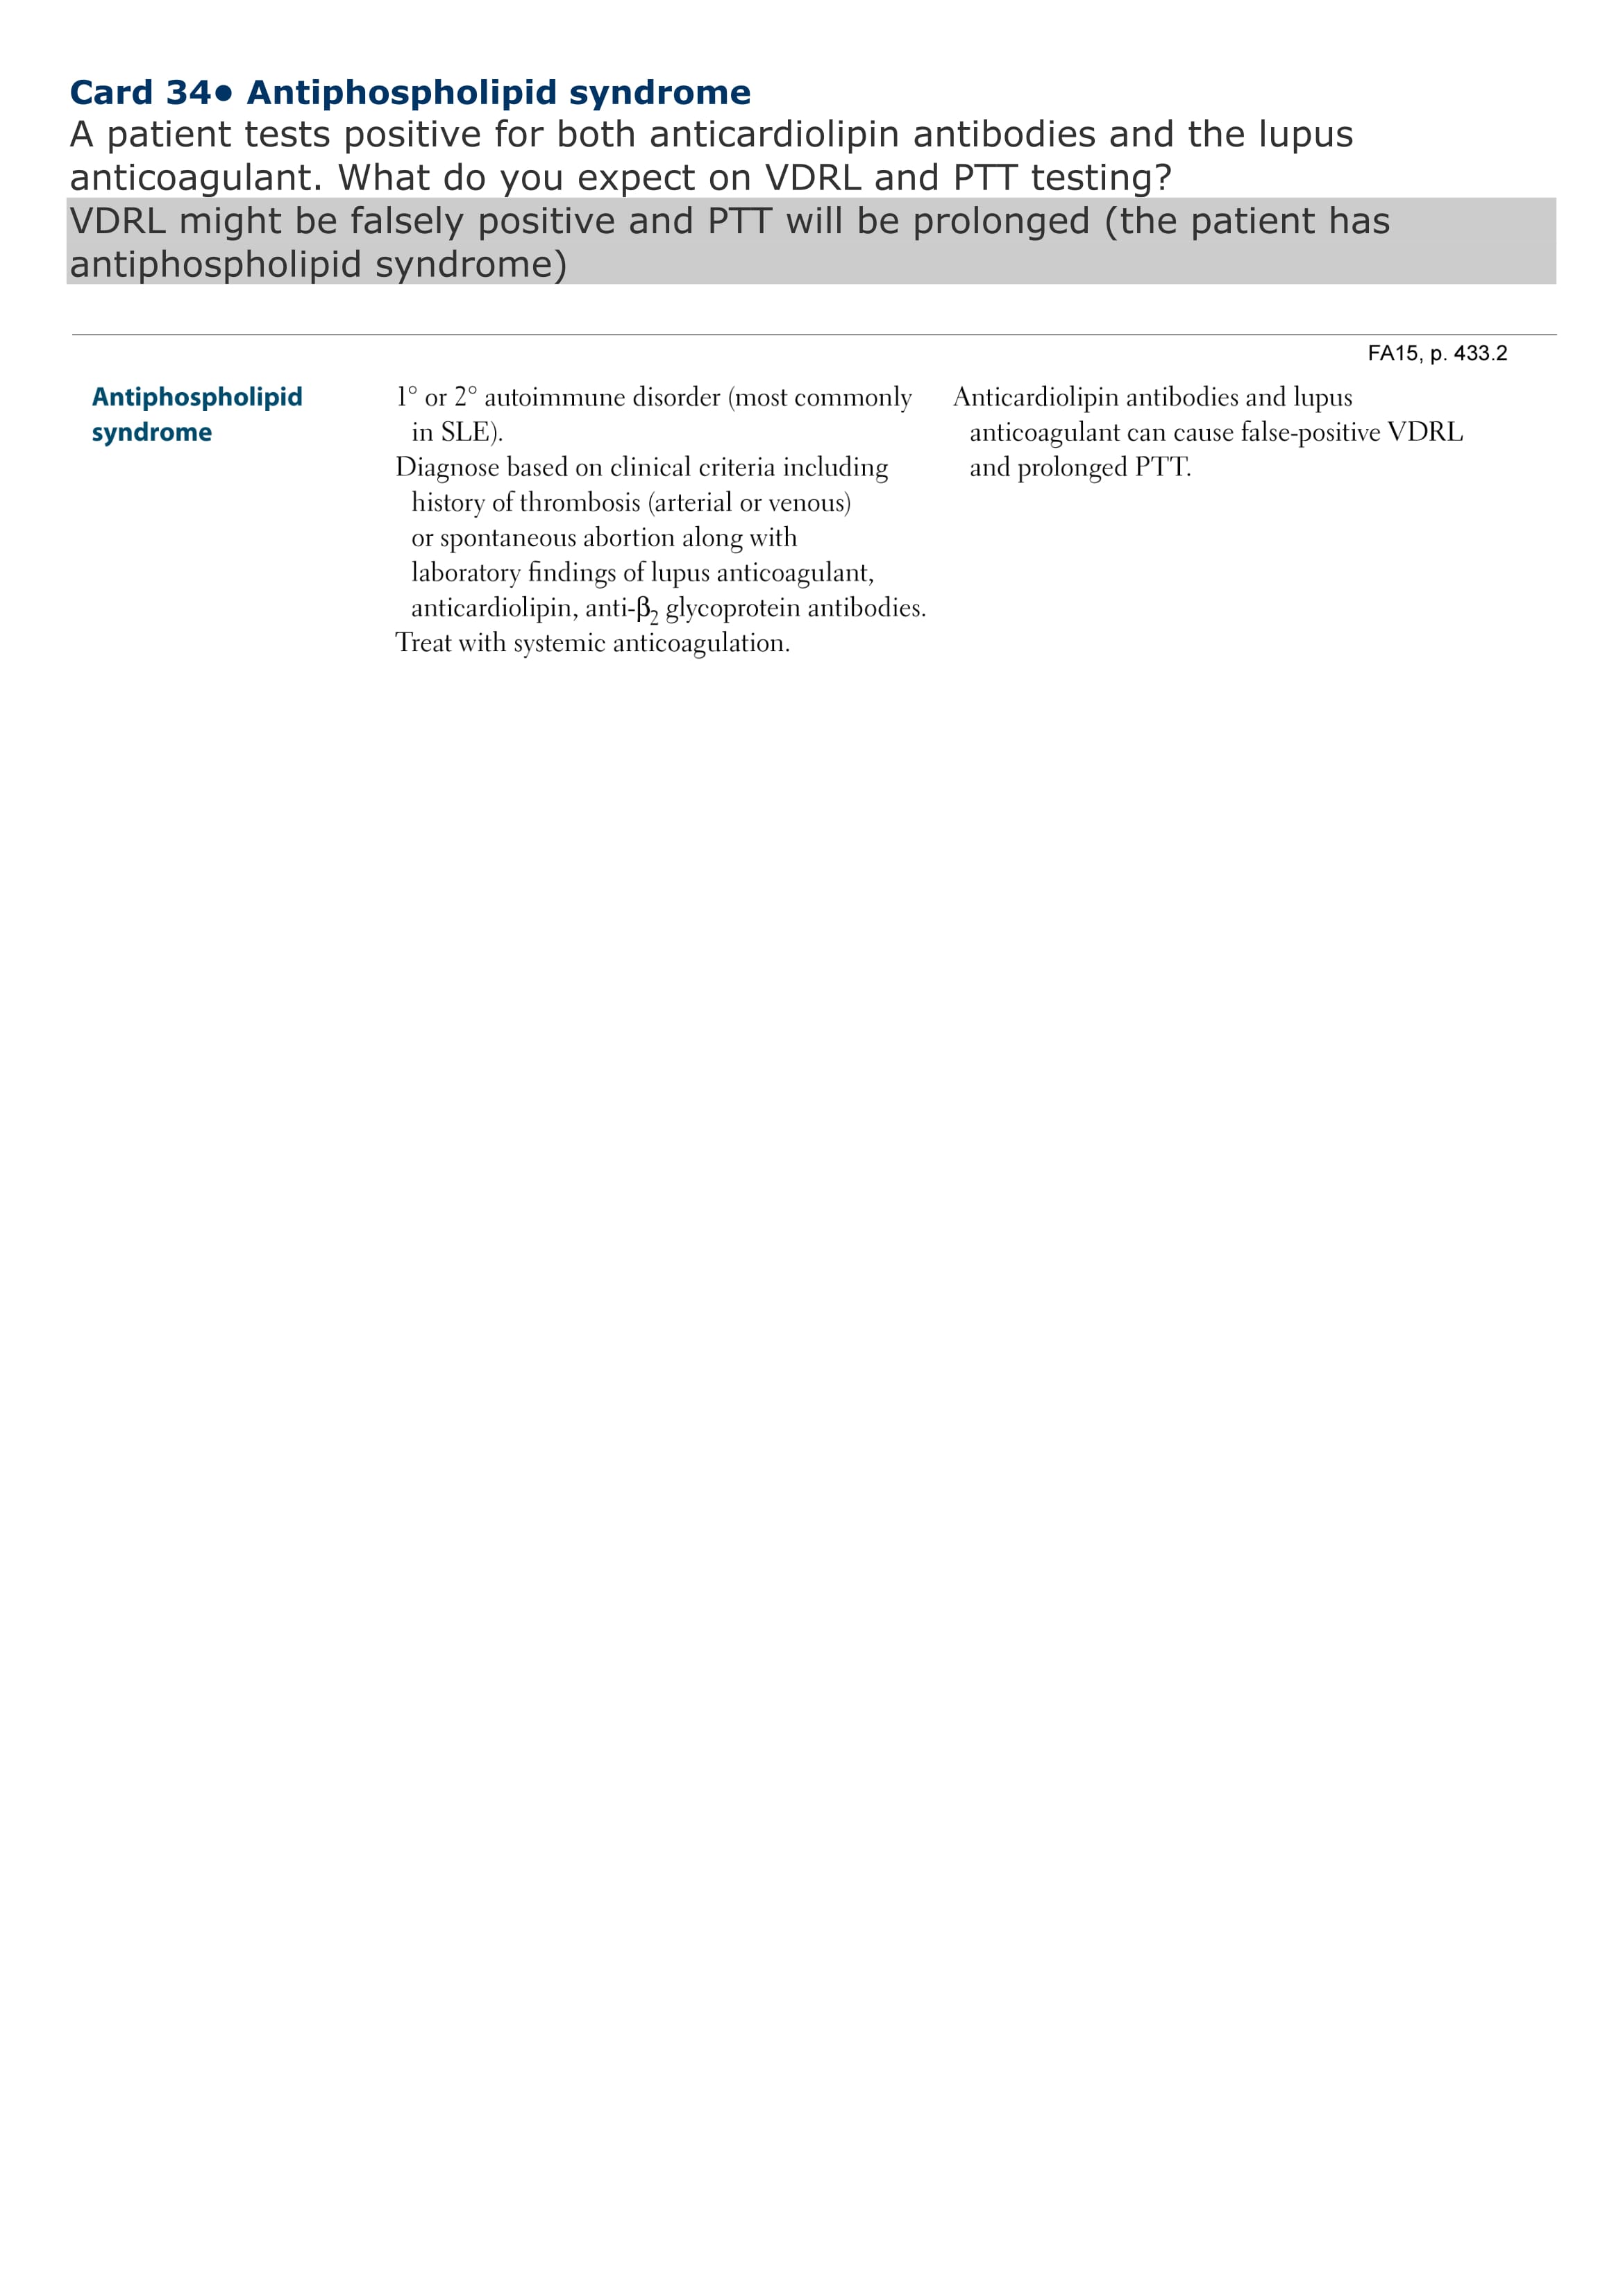 Card 34● Antiphospholipid syndrome
A patient tests positive for both anticardiolipin antibodies and the lupus
anticoagulant. What do you expect on VDRL and PTT testing?
VDRL might be falsely positive and PTT will be prolonged (the patient has
antiphospholipid syndrome)
FA15, p. 433.2
Antiphospholipid
syndrome
1° or 2° autoimmune disorder (most commonly
in SLE).
Diagnose based on clinical criteria including
history of thrombosis (arterial or venous)
or spontaneous abortion along with
laboratory findings of lupus anticoagulant,
anticardiolipin, anti-β₂ glycoprotein antibodies.
Treat with systemic anticoagulation.
Anticardiolipin antibodies and lupus
anticoagulant can cause false-positive VDRL
and prolonged PTT.